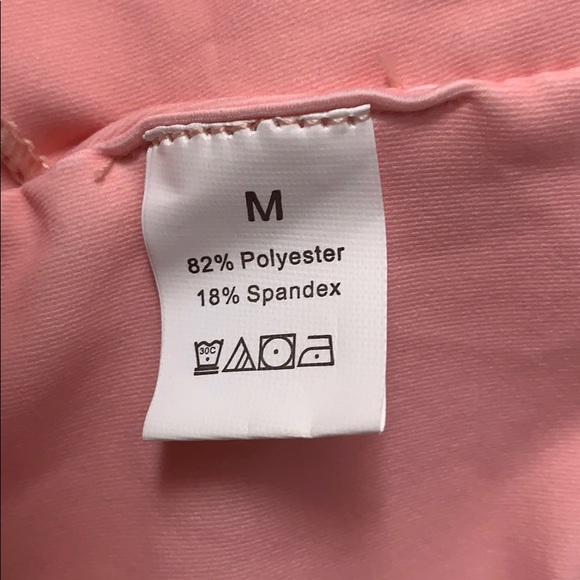 M
82% Polyester
18% Spandex
30C